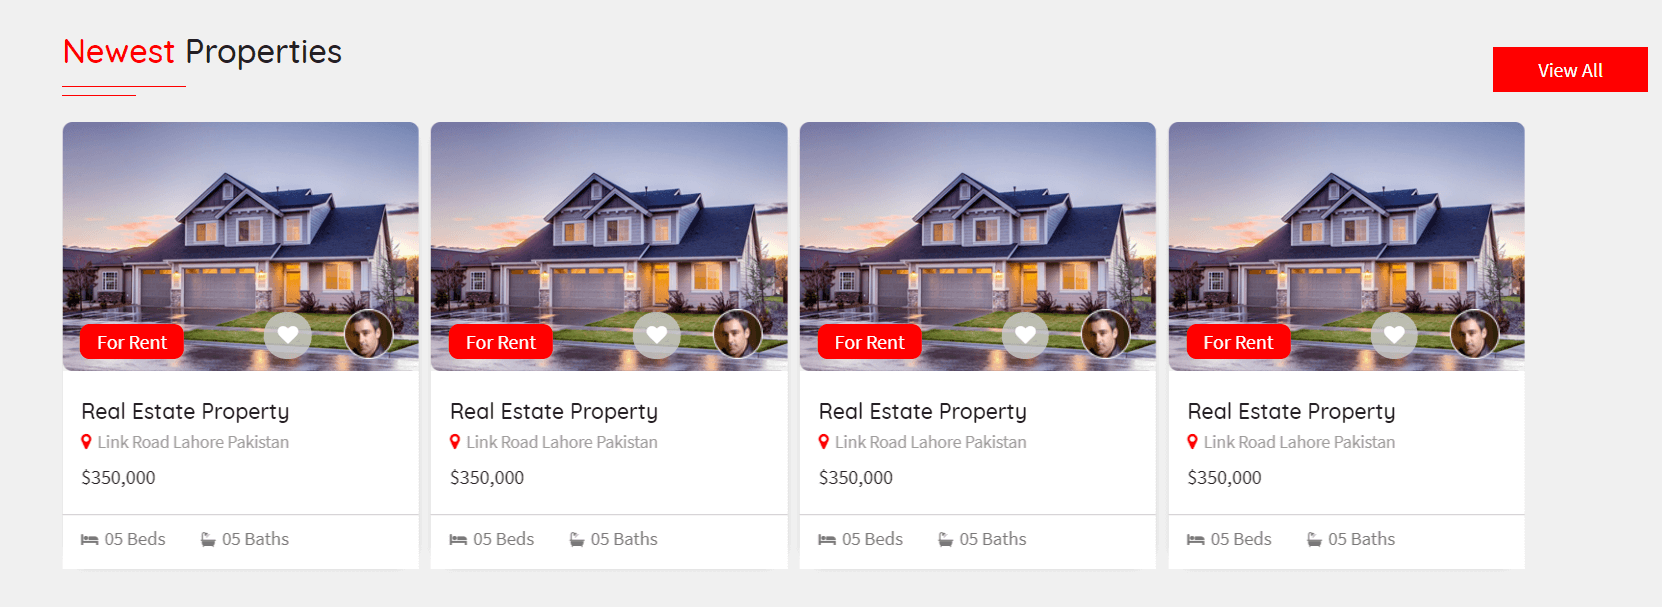 Newest Properties
View All
For Rent
For Rent
For Rent
For Rent
Real Estate Property
Link Road Lahore Pakistan
$350,000
05 Beds 05 Baths
Real Estate Property
Link Road Lahore Pakistan
$350,000
05 Beds 05 Baths
Real Estate Property
Link Road Lahore Pakistan
$350,000
05 Beds 05 Baths
Real Estate Property
Link Road Lahore Pakistan
$350,000
05 Beds 05 Baths